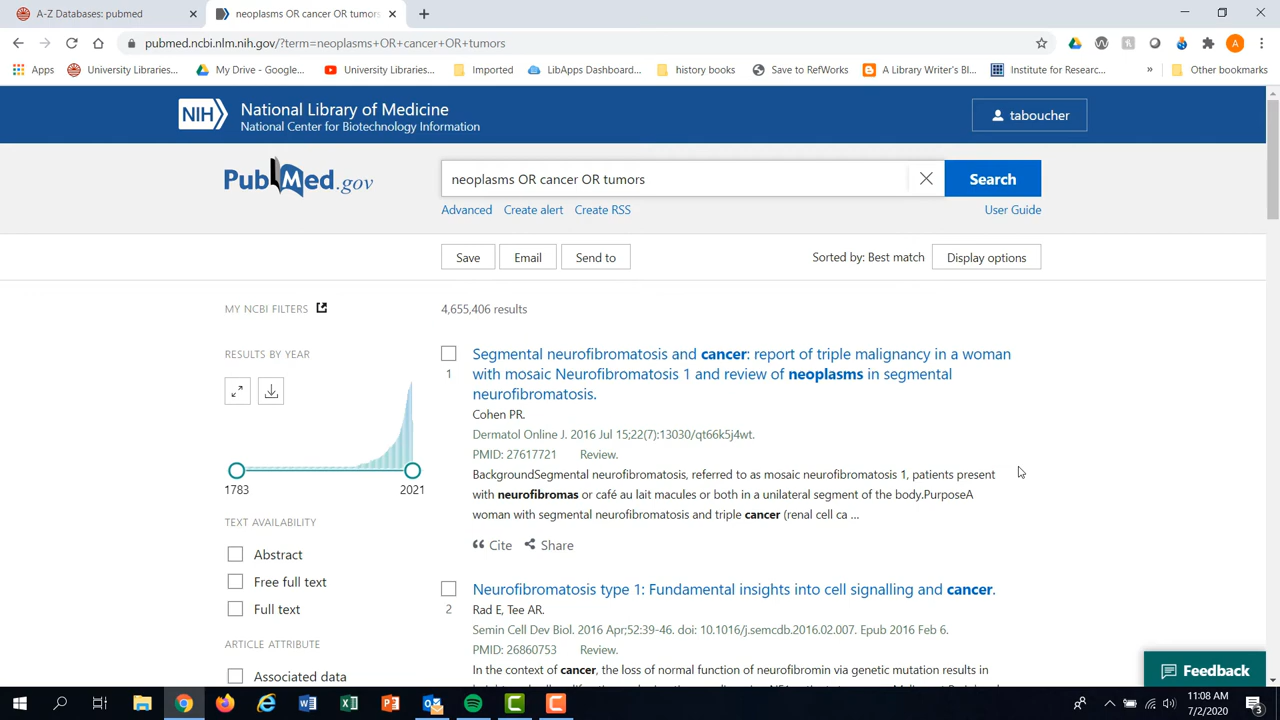 A-Z Databases: pubmed
neoplasms OR cancer OR tumors
pubmed.ncbi.nlm.nih.gov/?term=neoplasms+OR+cancer+OR+tumors
A
Apps
University Libraries...
My Drive - Google...
University Libraries...
Imported
LibApps Dashboard...
history books
Save to RefWorks
A Library Writer's Bl...
Institute for Researc...
»
Other bookmarks
NIH
National Library of Medicine
National Center for Biotechnology Information
taboucher
PubMed.gov
neoplasms OR cancer OR tumors
Search
Advanced
Create alert
Create RSS
User Guide
Save
Email
Send to
Sorted by: Best match
Display options
MY NCBI FILTERS
4,655,406 results
RESULTS BY YEAR
1783
2021
TEXT AVAILABILITY
Abstract
Free full text
Full text
ARTICLE ATTRIBUTE
Associated data
1
Segmental neurofibromatosis and cancer: report of triple malignancy in a woman
with mosaic Neurofibromatosis 1 and review of neoplasms in segmental
neurofibromatosis.
Cohen PR.
Dermatol Online J. 2016 Jul 15;22(7):13030/qt66k5j4wt.
PMID: 27617721 Review.
BackgroundSegmental neurofibromatosis, referred to as mosaic neurofibromatosis 1, patients present
with neurofibromas or café au lait macules or both in a unilateral segment of the body.PurposeA
woman with segmental neurofibromatosis and triple cancer (renal cell ca ...
Cite
Share
2
Neurofibromatosis type 1: Fundamental insights into cell signalling and cancer.
Rad E, Tee AR.
Semin Cell Dev Biol. 2016 Apr;52:39-46. doi: 10.1016/j.semcdb.2016.02.007. Epub 2016 Feb 6.
PMID: 26860753 Review.
In the context of cancer, the loss of normal function of neurofibromin via genetic mutation results in
Feedback
11:08 AM
7/2/2020
3